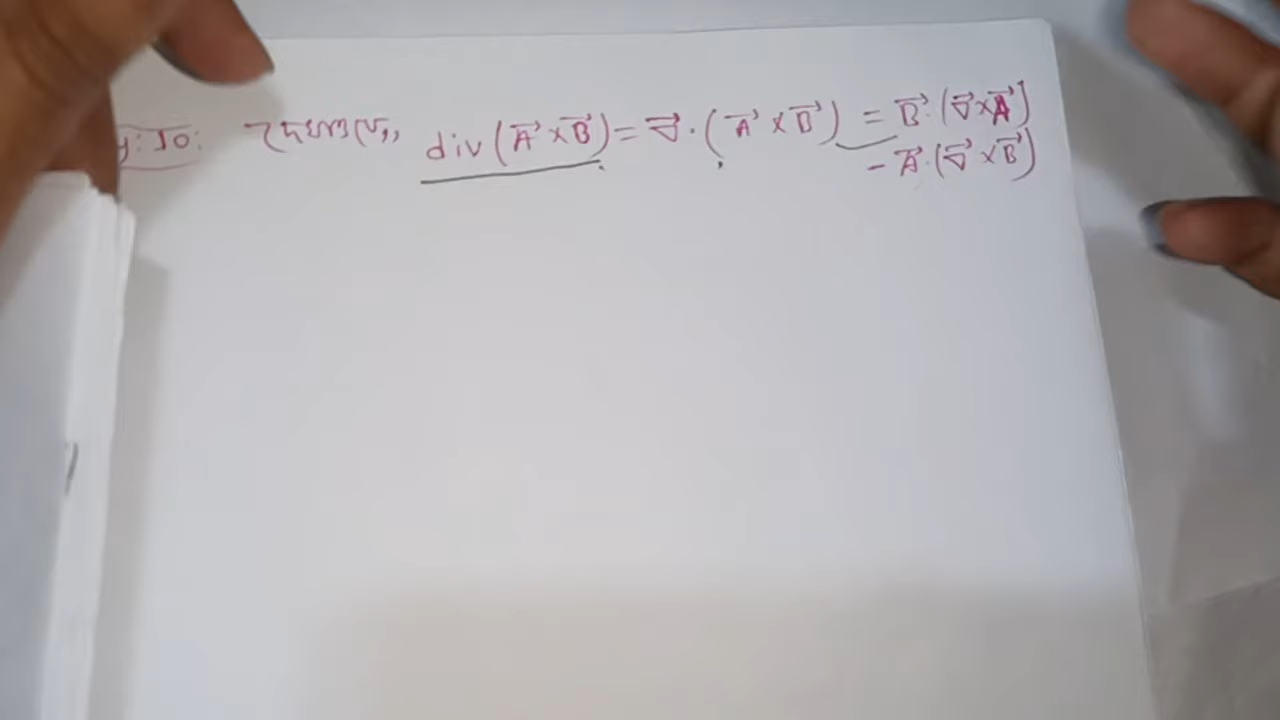 div (A⃗ × B⃗) = ∇⃗ · (A⃗ × B⃗) = B⃗ · (∇⃗ × A⃗)
- A⃗ · (∇⃗ × B⃗)